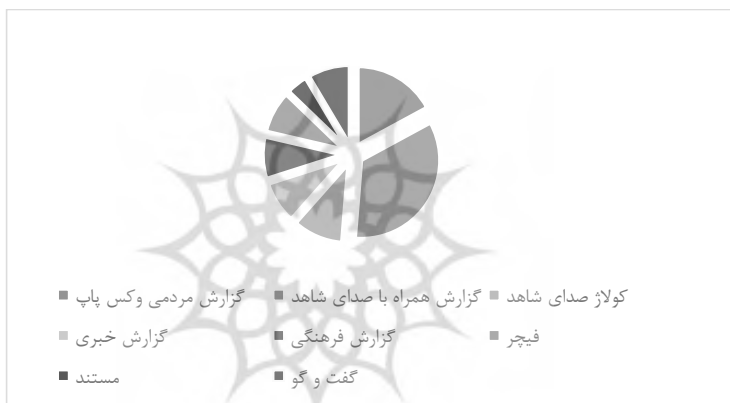 کولاژ صدای شاهد گزارش همراه با صدای شاهد گزارش مردمی وکس پاپ
فیچر گزارش فرهنگی گزارش خبری
گفت و گو مستند